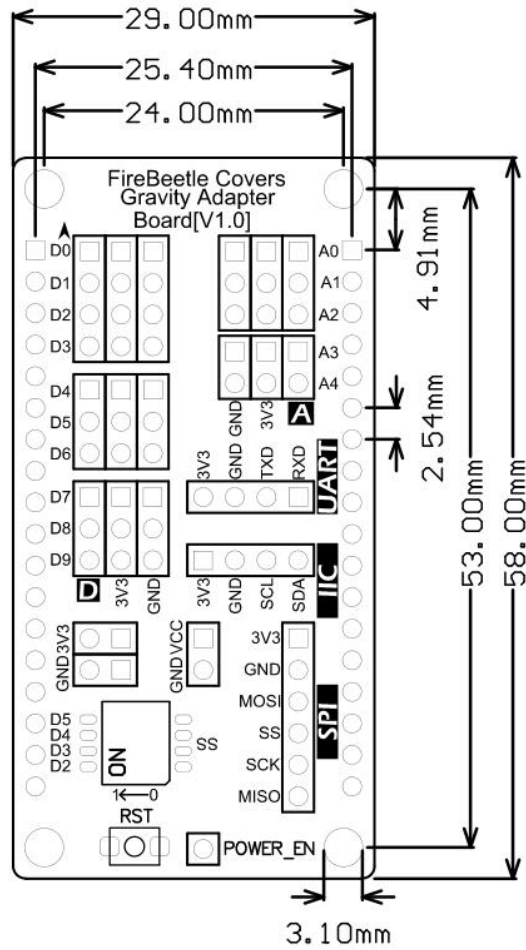 29.00mm
25.40mm
24.00mm
FireBeetle Covers
Gravity Adapter
Board[V1.0]
4.91mm
D0
D1
D2
D3
A0
A1
A2
A3
A4
GND
3V3
A
D4
D5
D6
2.54mm
3V3
GND
TXD
RXD
UART
D7
D8
D9
D
3V3
GND
3V3
GND
SCL
SDA
IIC
53.00mm
58.00mm
3V3
GND
VCC
GND
3V3
GND
MOSI
SS
SCK
MISO
SPI
D5
D4
D3
D2
ON
SS
1 0
RST
POWER_EN
3.10mm